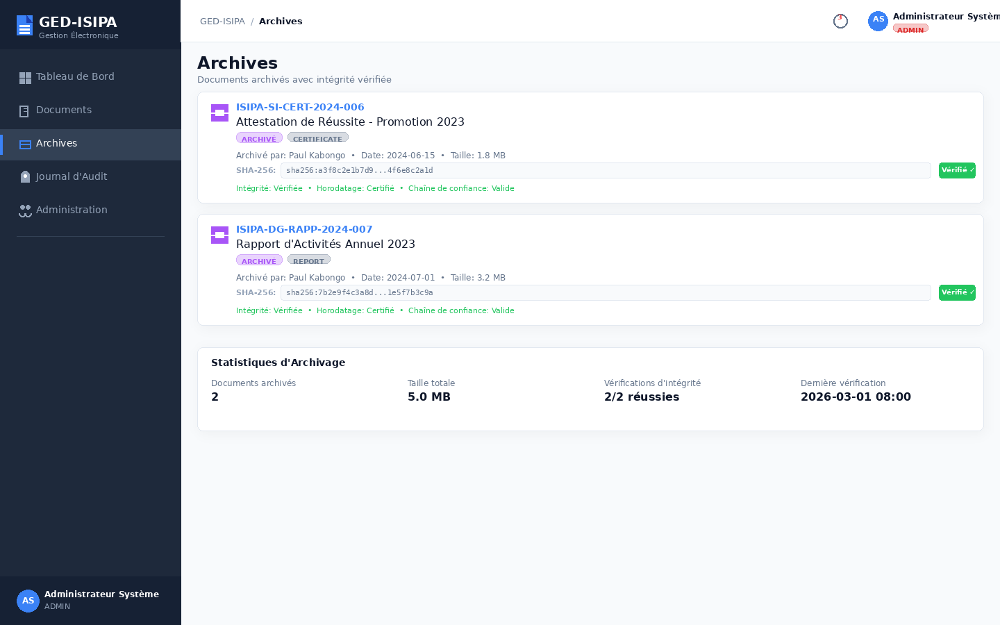 GED-ISIPA
Gestion Électronique
Tableau de Bord
Documents
Archives
Journal d'Audit
Administration
AS
Administrateur Système
ADMIN
GED-ISIPA / Archives
3
AS
Administrateur Systèm
ADMIN
Archives
Documents archivés avec intégrité vérifiée
ISIPA-SI-CERT-2024-006
Attestation de Réussite - Promotion 2023
ARCHIVÉ CERTIFICATE
Archivé par: Paul Kabongo • Date: 2024-06-15 • Taille: 1.8 MB
SHA-256: sha256:a3f8c2e1b7d9...4f6e8c2a1d Vérifié ✓
Intégrité: Vérifiée • Horodatage: Certifié • Chaîne de confiance: Valide
ISIPA-DG-RAPP-2024-007
Rapport d'Activités Annuel 2023
ARCHIVÉ REPORT
Archivé par: Paul Kabongo • Date: 2024-07-01 • Taille: 3.2 MB
SHA-256: sha256:7b2e9f4c3a8d...1e5f7b3c9a Vérifié ✓
Intégrité: Vérifiée • Horodatage: Certifié • Chaîne de confiance: Valide
Statistiques d'Archivage
Documents archivés Taille totale Vérifications d'intégrité Dernière vérification
2 5.0 MB 2/2 réussies 2026-03-01 08:00